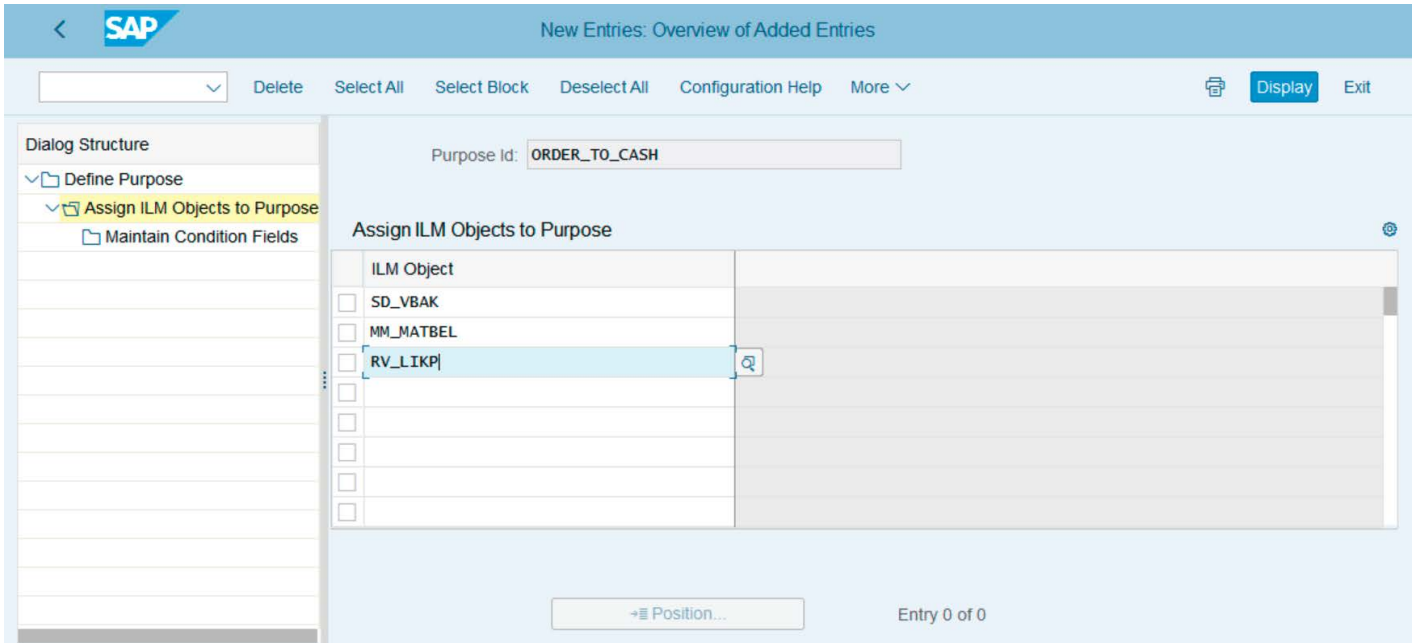 SAP New Entries: Overview of Added Entries
Delete Select All Select Block Deselect All Configuration Help More Display Exit
Dialog Structure
Define Purpose
Assign ILM Objects to Purpose
Maintain Condition Fields
Purpose Id: ORDER_TO_CASH
Assign ILM Objects to Purpose
ILM Object
SD_VBAK
MM_MATBEL
RV_LIKP
Position...
Entry 0 of 0